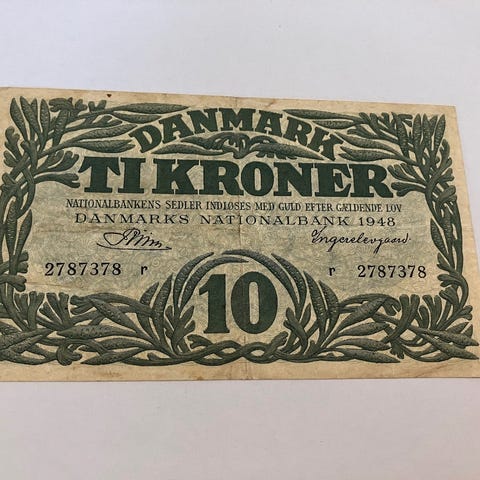 DANMARK
TI KRONER
NATIONALBANKENS SEDLER INDLØSES MED GULD EFTER GÆLDENDE LOV
DANMARKS NATIONALBANK 1948
2787378 r r 2787378
10